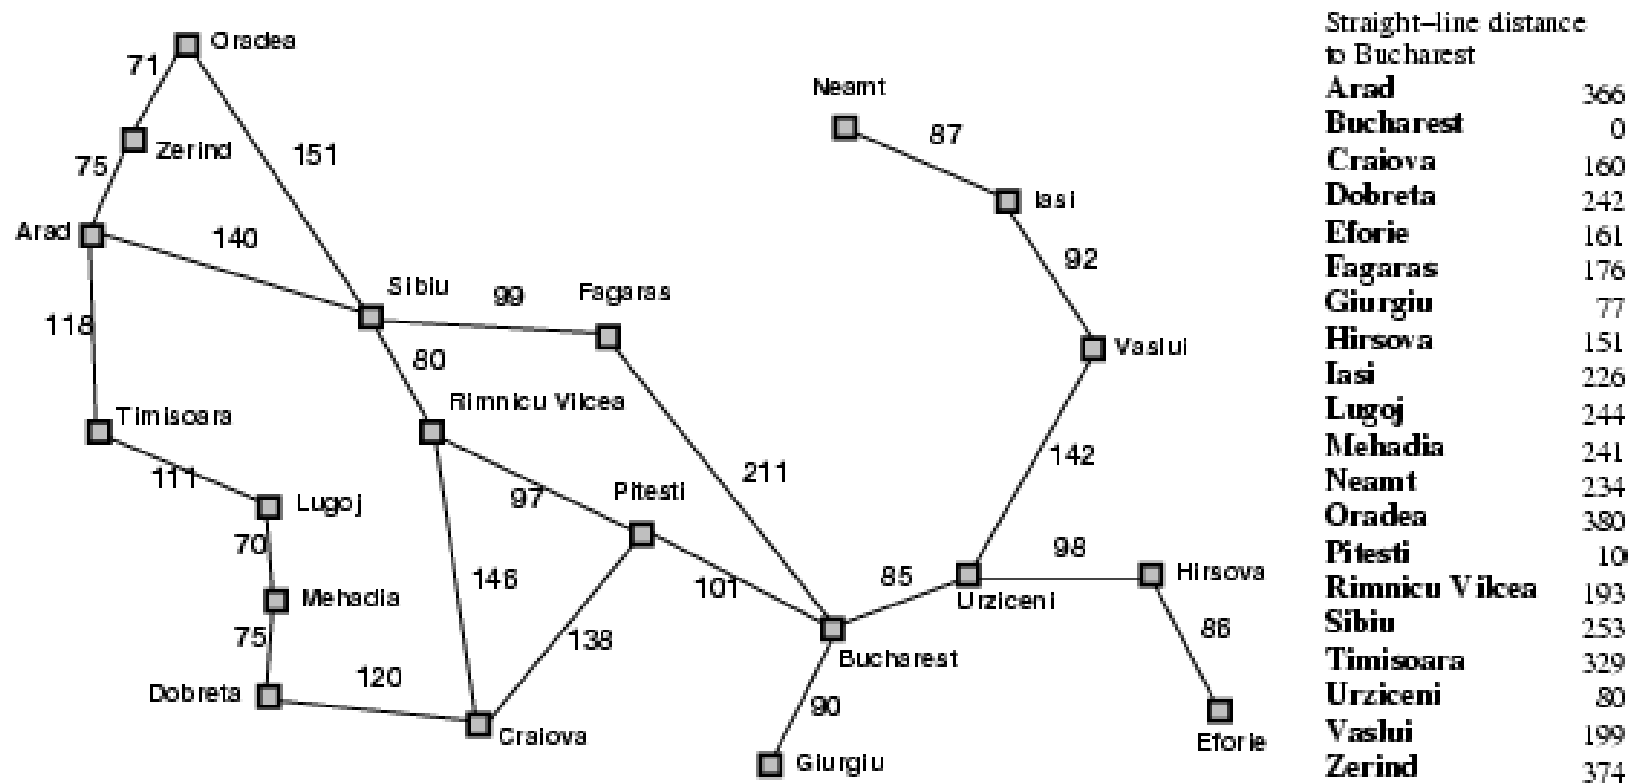 Oradea
71
Neamt
87
Zerind
151
75
Iasi
Arad
140
92
Sibiu
99
Fagaras
118
80
Vaslui
Timisoara
Rimnicu Vilcea
142
111
211
Lugoj
97
Pitesti
70
98
146
85
Hirsova
Mehadia
101
Urziceni
75
138
86
Bucharest
120
Dobreta
90
Craiova
Eforie
Giurgiu
Straight–line distance
to Bucharest
Arad 366
Bucharest 0
Craiova 160
Dobreta 242
Eforie 161
Fagaras 176
Giurgiu 77
Hirsova 151
Iasi 226
Lugoj 244
Mehadia 241
Neamt 234
Oradea 380
Pitesti 10
Rimnicu Vilcea 193
Sibiu 253
Timisoara 329
Urziceni 80
Vaslui 199
Zerind 374